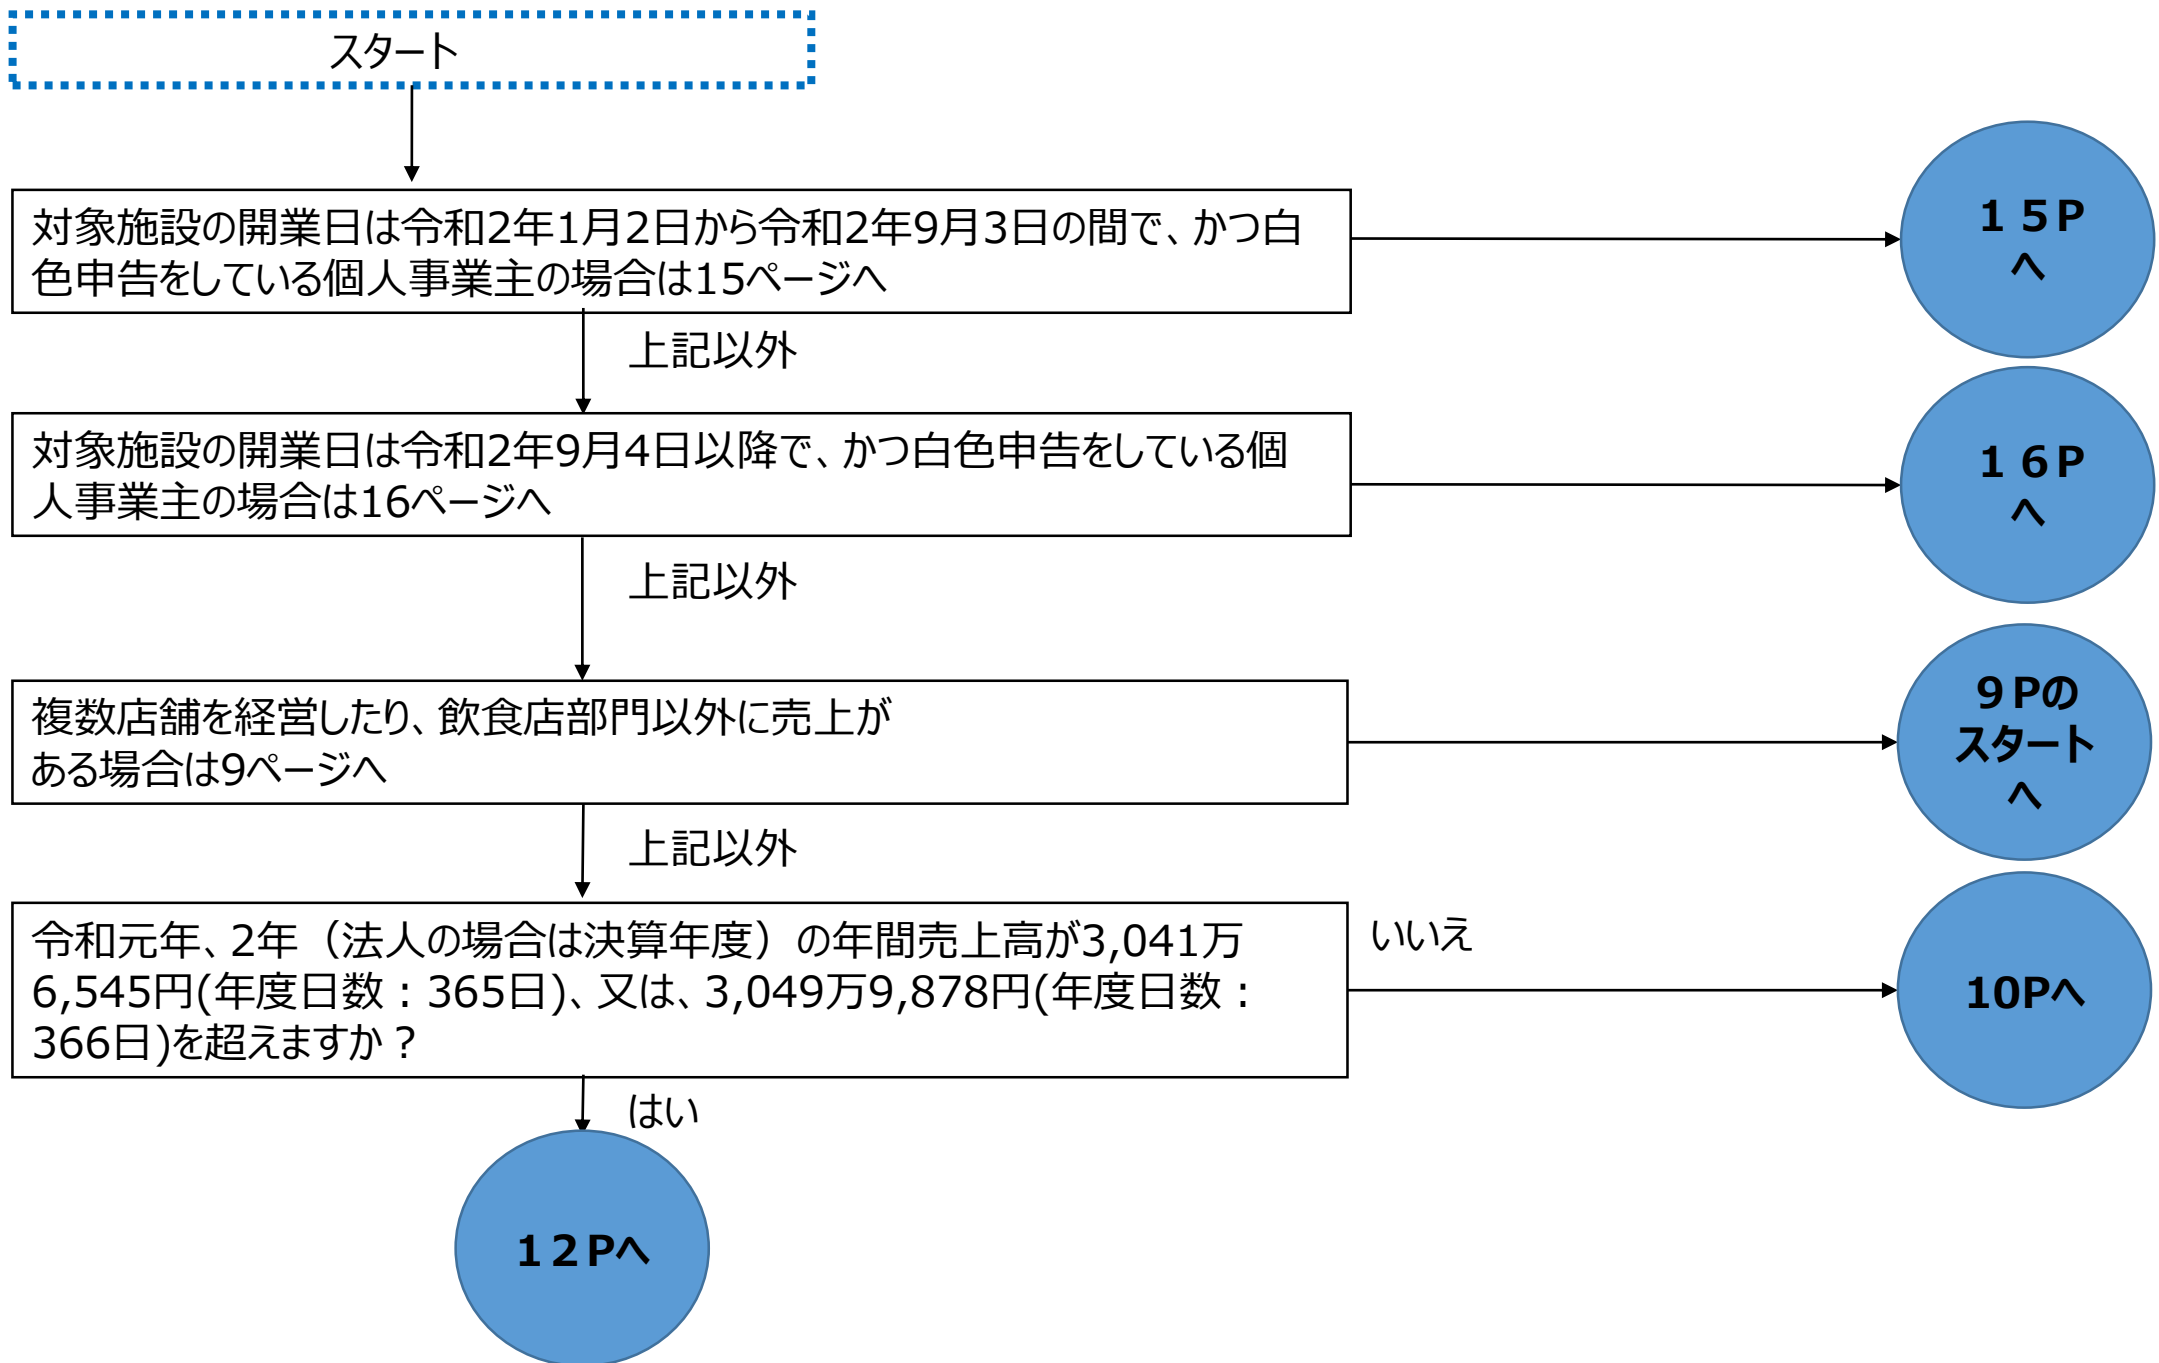 スタート
対象施設の開業日は令和2年1月2日から令和2年9月3日の間で、かつ白
色申告をしている個人事業主の場合は15ページへ
１５P
へ
上記以外
対象施設の開業日は令和2年9月4日以降で、かつ白色申告をしている個
人事業主の場合は16ページへ
１６P
へ
上記以外
複数店舗を経営したり、飲食店部門以外に売上が
ある場合は9ページへ
９Pの
スタート
へ
上記以外
令和元年、2年（法人の場合は決算年度）の年間売上高が3,041万
6,545円(年度日数：365日)、又は、3,049万9,878円(年度日数：
366日)を超えますか？
いいえ
10Pへ
はい
１２Pへ